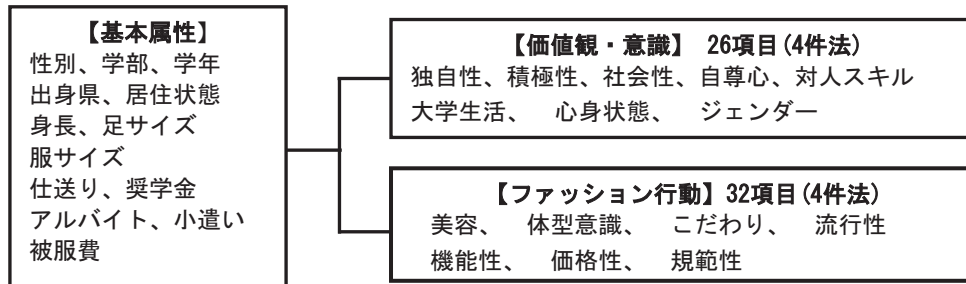 【基本属性】
性別、学部、学年
出身県、居住状態
身長、足サイズ
服サイズ
仕送り、奨学金
アルバイト、小遣い
被服費
【価値観・意識】 26項目(4件法)
独自性、積極性、社会性、自尊心、対人スキル
大学生活、 心身状態、 ジェンダー
【ファッション行動】32項目(4件法)
美容、 体型意識、 こだわり、 流行性
機能性、 価格性、 規範性